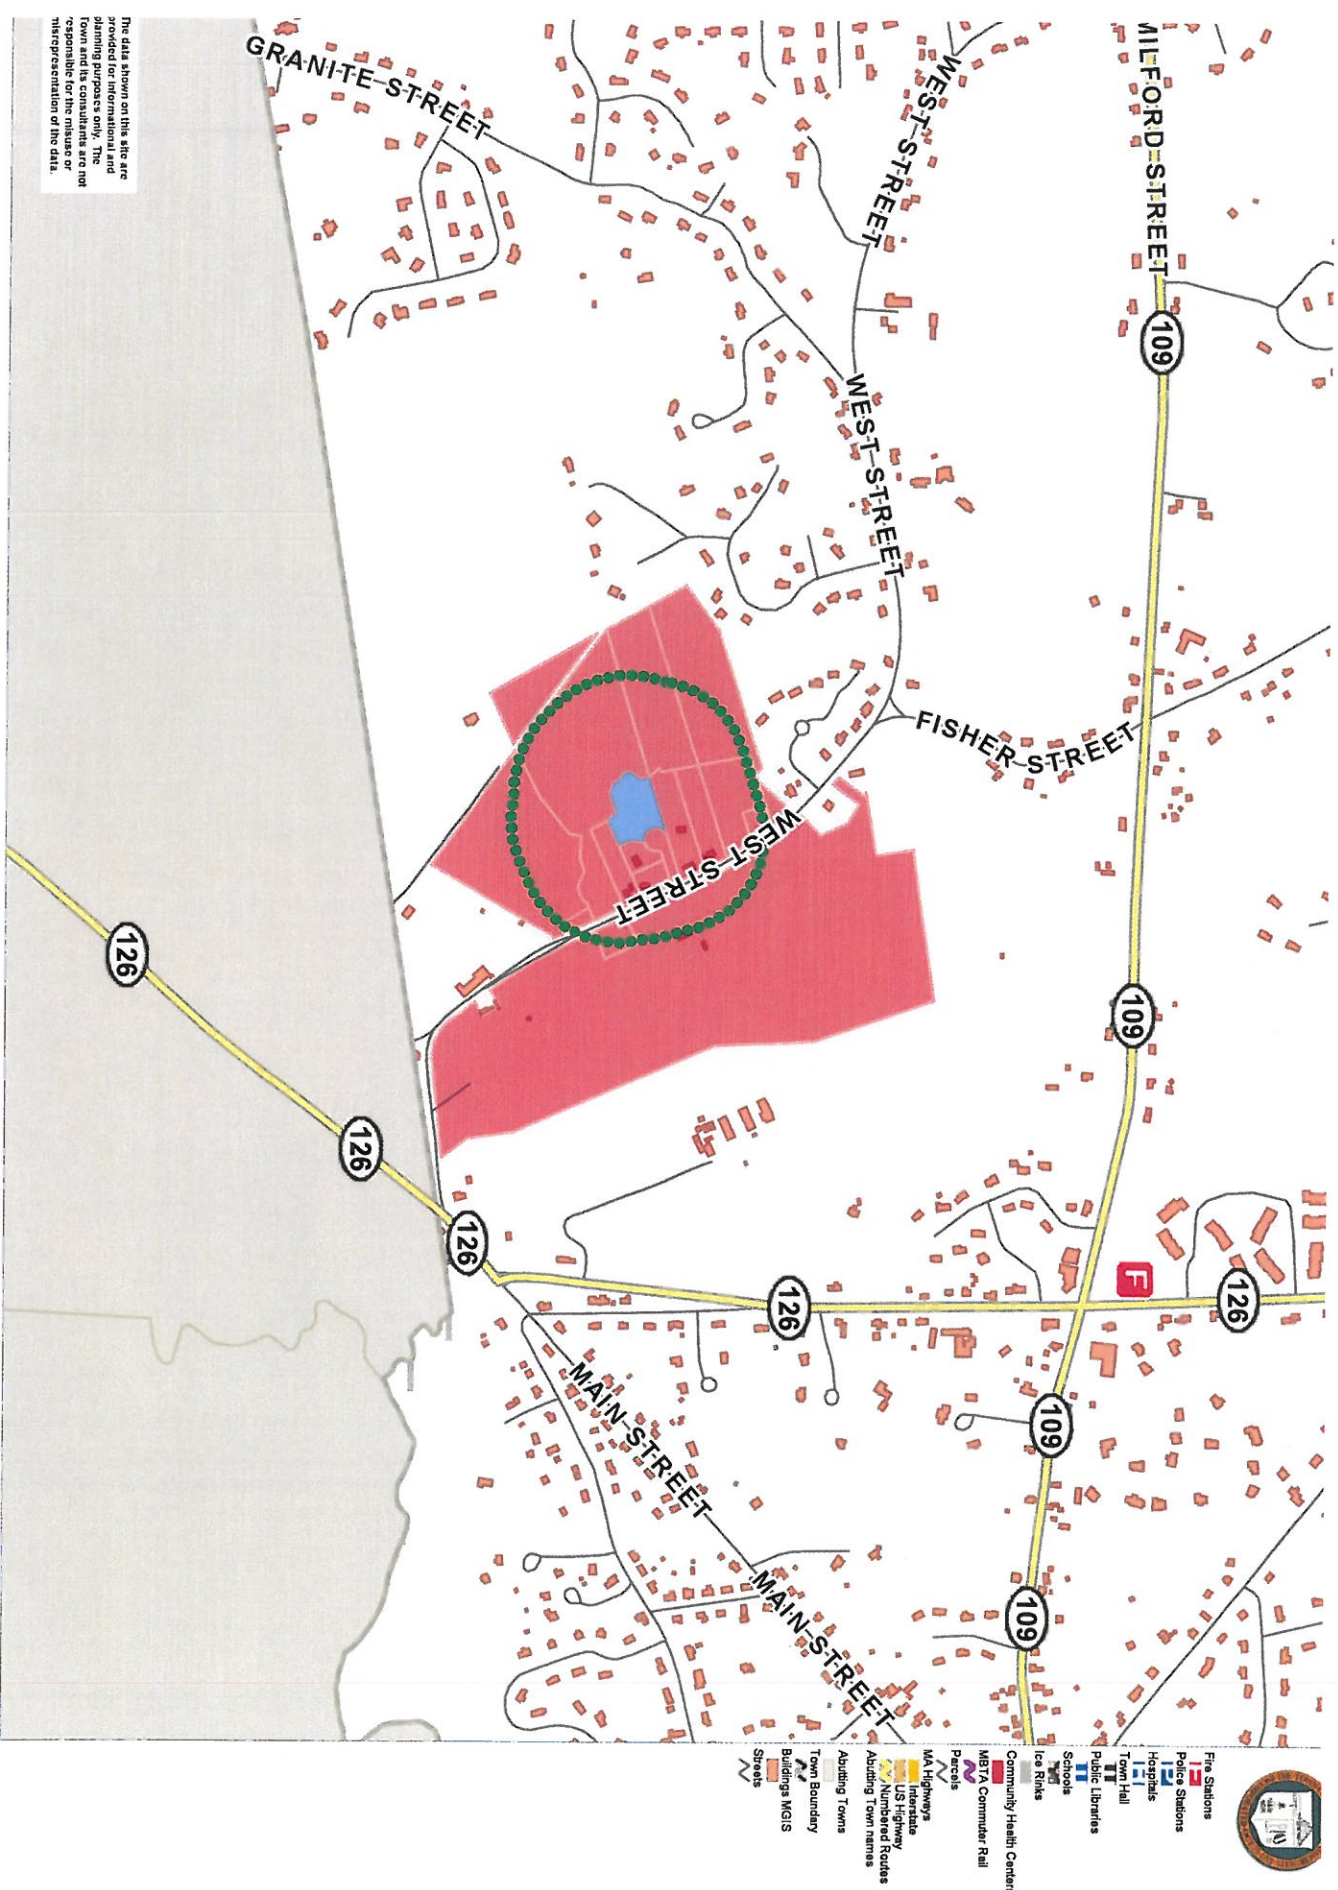 GRANITE STREET
WEST STREET
MILFORD STREET
WEST STREET
WEST STREET
FISHER STREET
WEST STREET
MAIN STREET
MAIN STREET
109
109
109
109
126
126
126
126
126
F
The data shown on this site are
provided for informational and
planning purposes only. The
Town and its consultants are not
responsible for the misuse or
misrepresentation of the data.
Fire Stations
Police Stations
Hospitals
Town Hall
Public Libraries
Schools
Ice Rinks
Community Health Centers
MBTA Commuter Rail
Parcels
MA Highways
Interstate
US Highway
Numbered Routes
Abutting Town names
Abutting Towns
Town Boundary
Buildings MGIS
Streets